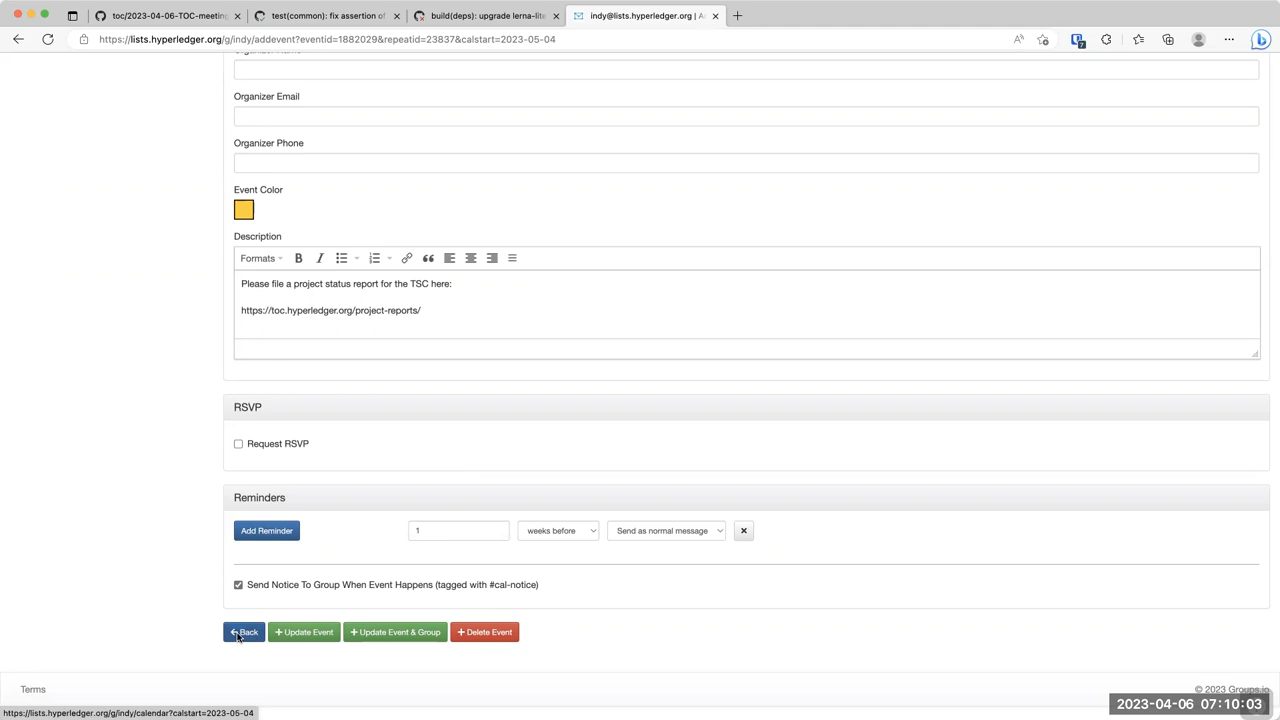 toc/2023-04-06-TOC-meeting
test(common): fix assertion of
build(deps): upgrade lerna-lite
indy@lists.hyperledger.org | A
https://lists.hyperledger.org/g/indy/addevent?eventid=1882029&repeatid=23837&calstart=2023-05-04
7
Organizer Name
Organizer Email
Organizer Phone
Event Color
Description
Formats
Please file a project status report for the TSC here:
https://toc.hyperledger.org/project-reports/
RSVP
Request RSVP
Reminders
Add Reminder
1
weeks before
Send as normal message
Send Notice To Group When Event Happens (tagged with #cal-notice)
Back
+ Update Event
+ Update Event & Group
+ Delete Event
Terms
© 2023 Groups.io
https://lists.hyperledger.org/g/indy/calendar?calstart=2023-05-04
2023-04-06 07:10:03